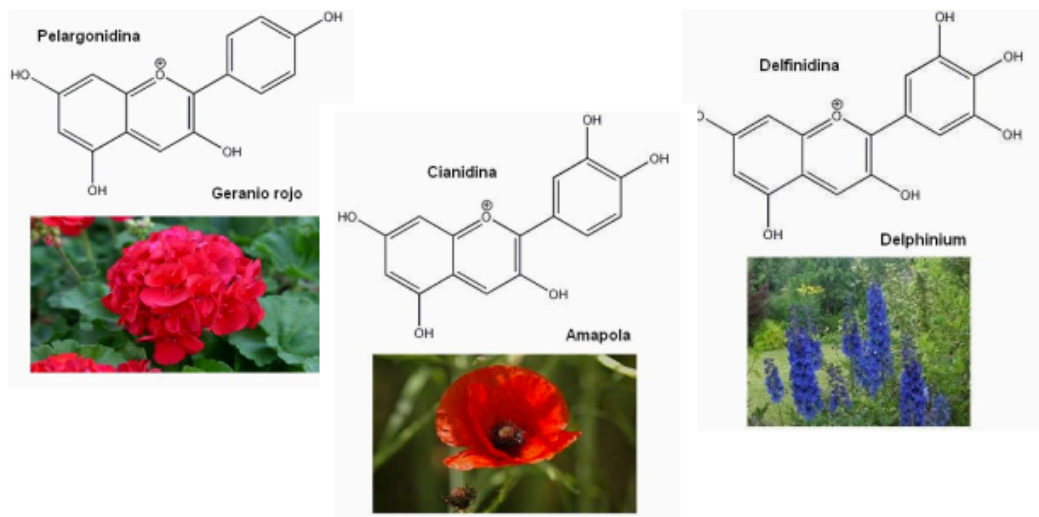 Pelargonidina
OH
HO
O
⊕
OH
OH
Geranio rojo
Cianidina
OH
OH
HO
O
⊕
OH
OH
Amapola
Delfinidina
OH
OH
OH
O
O
⊕
OH
OH
Delphinium